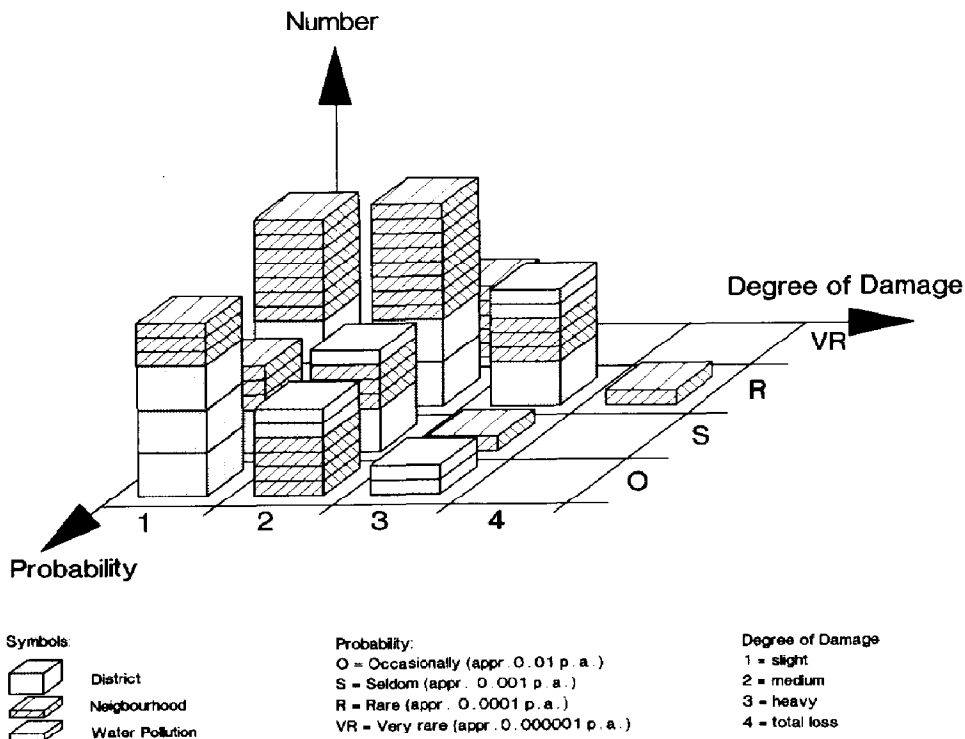 Number
Degree of Damage
VR
R
S
O
1 2 3 4
Probability
Symbols:
District
Neigbourhood
Water Pollution
Probability:
O = Occasionally (appr. 0.01 p.a.)
S = Seldom (appr. 0.001 p.a.)
R = Rare (appr. 0.0001 p.a.)
VR = Very rare (appr. 0.000001 p.a.)
Degree of Damage
1 = slight
2 = medium
3 = heavy
4 = total loss